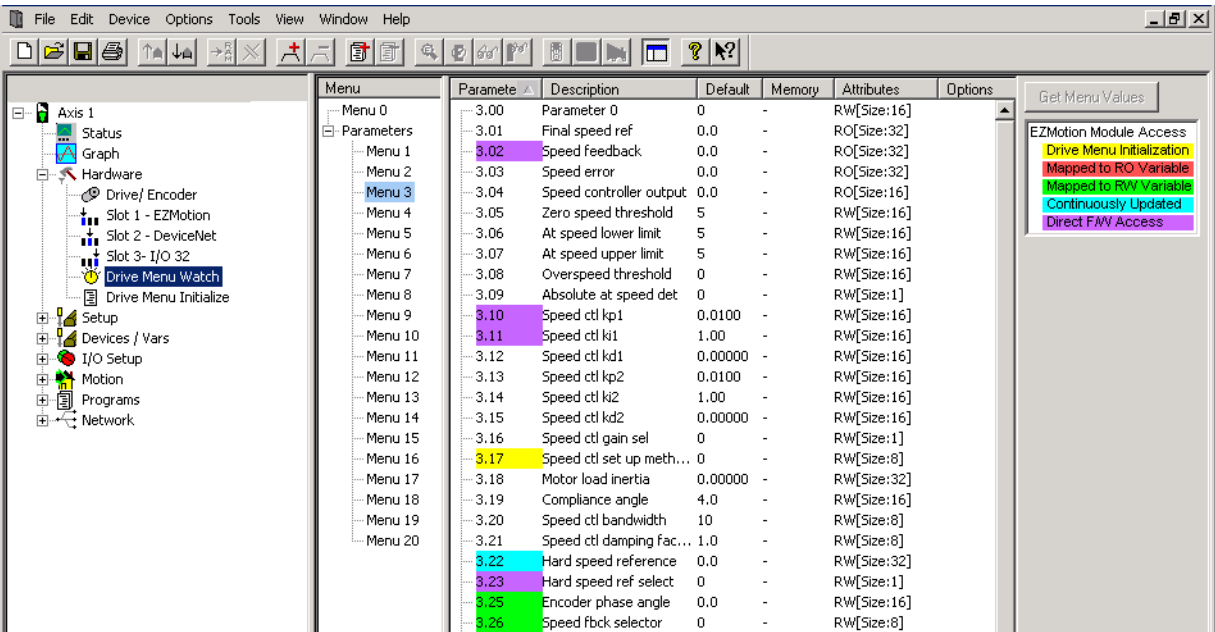 File Edit Device Options Tools View Window Help
Axis 1
Status
Graph
Hardware
Drive/ Encoder
Slot 1 - EZMotion
Slot 2 - DeviceNet
Slot 3- I/O 32
Drive Menu Watch
Drive Menu Initialize
Setup
Devices / Vars
I/O Setup
Motion
Programs
Network
Menu
Menu 0
Parameters
Menu 1
Menu 2
Menu 3
Menu 4
Menu 5
Menu 6
Menu 7
Menu 8
Menu 9
Menu 10
Menu 11
Menu 12
Menu 13
Menu 14
Menu 15
Menu 16
Menu 17
Menu 18
Menu 19
Menu 20
Paramete Description Default Memory Attributes Options
3.00 Parameter 0 0 - RW[Size:16]
3.01 Final speed ref 0.0 - RO[Size:32]
3.02 Speed feedback 0.0 - RO[Size:32]
3.03 Speed error 0.0 - RO[Size:32]
3.04 Speed controller output 0.0 - RO[Size:16]
3.05 Zero speed threshold 5 - RW[Size:16]
3.06 At speed lower limit 5 - RW[Size:16]
3.07 At speed upper limit 5 - RW[Size:16]
3.08 Overspeed threshold 0 - RW[Size:16]
3.09 Absolute at speed det 0 - RW[Size:1]
3.10 Speed ctl kp1 0.0100 - RW[Size:16]
3.11 Speed ctl ki1 1.00 - RW[Size:16]
3.12 Speed ctl kd1 0.00000 - RW[Size:16]
3.13 Speed ctl kp2 0.0100 - RW[Size:16]
3.14 Speed ctl ki2 1.00 - RW[Size:16]
3.15 Speed ctl kd2 0.00000 - RW[Size:16]
3.16 Speed ctl gain sel 0 - RW[Size:1]
3.17 Speed ctl set up meth... 0 - RW[Size:8]
3.18 Motor load inertia 0.00000 - RW[Size:32]
3.19 Compliance angle 4.0 - RW[Size:16]
3.20 Speed ctl bandwidth 10 - RW[Size:8]
3.21 Speed ctl damping fac... 1.0 - RW[Size:8]
3.22 Hard speed reference 0.0 - RW[Size:32]
3.23 Hard speed ref select 0 - RW[Size:1]
3.25 Encoder phase angle 0.0 - RW[Size:16]
3.26 Speed fbck selector 0 - RW[Size:8]
Get Menu Values
EZMotion Module Access
Drive Menu Initialization
Mapped to RO Variable
Mapped to RW Variable
Continuously Updated
Direct F/W Access